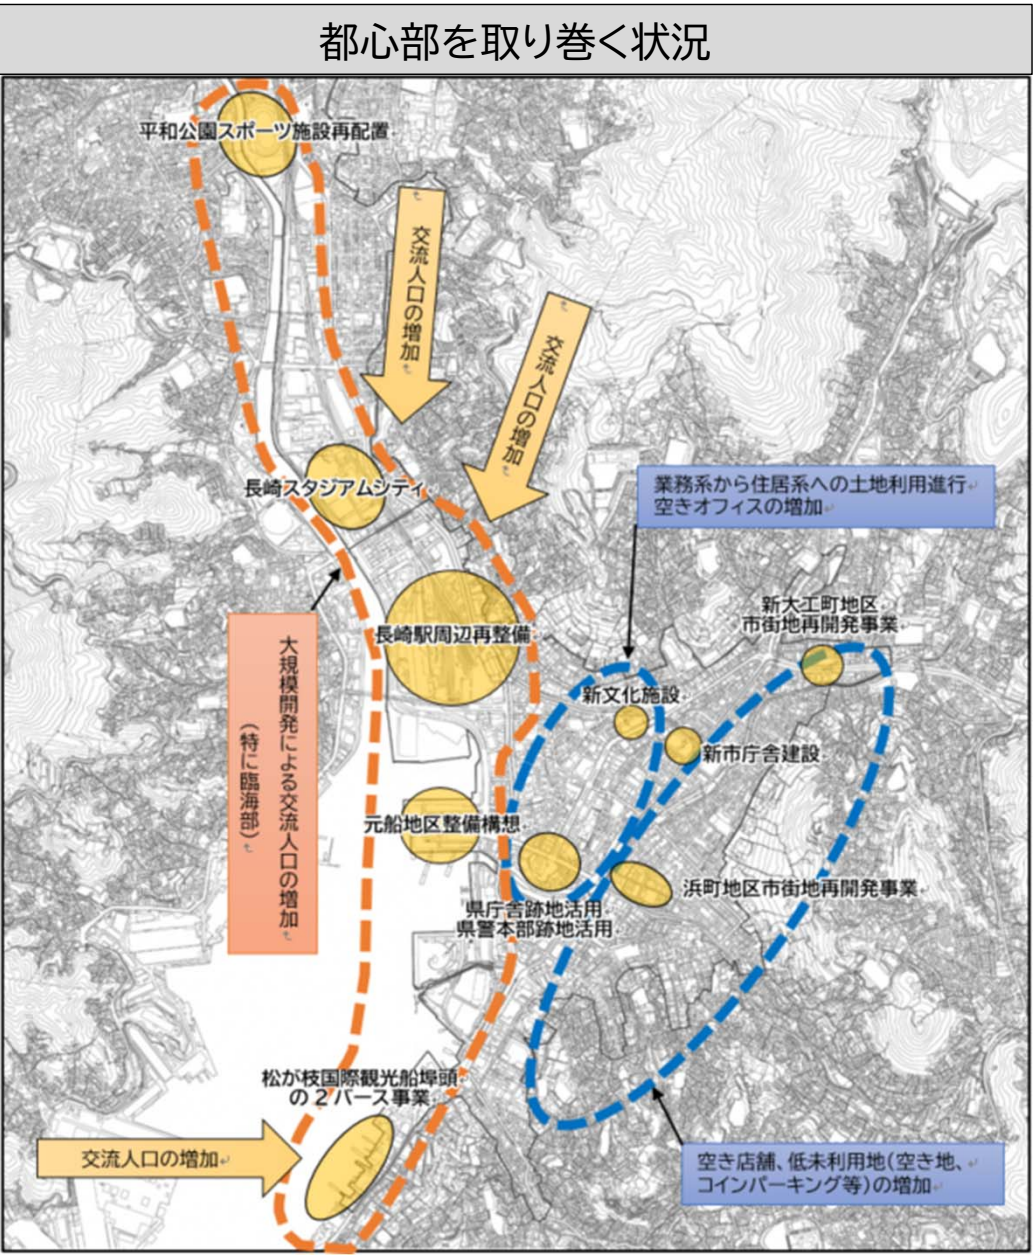 都心部を取り巻く状況
平和公園スポーツ施設再配置
交流人口の増加
交流人口の増加
長崎スタジアムシティ
業務系から住居系への土地利用進行
空きオフィスの増加
新大工町地区
市街地再開発事業
長崎駅周辺再整備
大規模開発による交流人口の増加
（特に臨海部）
新文化施設
新市庁舎建設
元船地区整備構想
浜町地区市街地再開発事業
県庁舎跡地活用
県警本部跡地活用
松が枝国際観光船埠頭
の２バース事業
交流人口の増加
空き店舗、低未利用地（空き地、
コインパーキング等）の増加